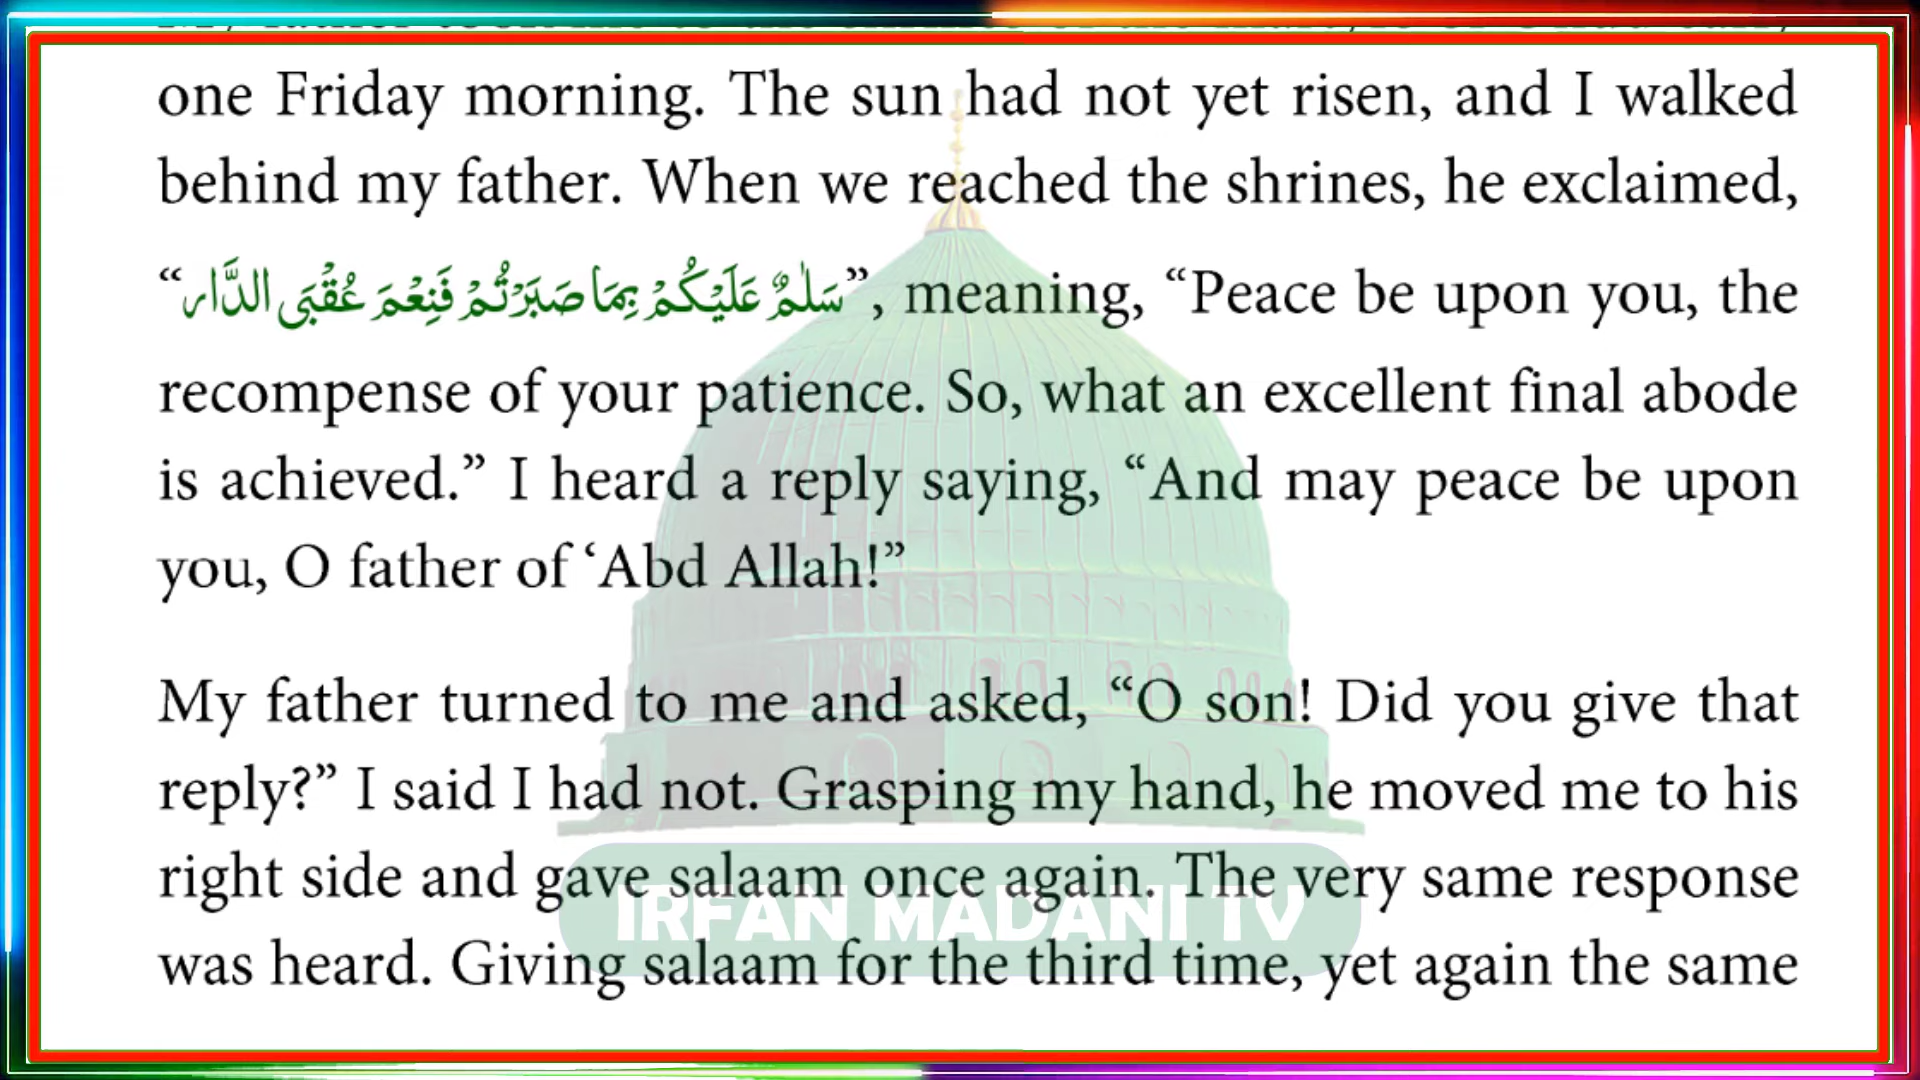 one Friday morning. The sun had not yet risen, and I walked
behind my father. When we reached the shrines, he exclaimed,
“سَلٰمٌ عَلَيْكُمْ بِمَا صَبَرْتُمْ فَنِعْمَ عُقْبَى الدَّار”, meaning, “Peace be upon you, the
recompense of your patience. So, what an excellent final abode
is achieved.” I heard a reply saying, “And may peace be upon
you, O father of ‘Abd Allah!”
My father turned to me and asked, “O son! Did you give that
reply?” I said I had not. Grasping my hand, he moved me to his
right side and gave salaam once again. The very same response
IRFAN MADANI TV
was heard. Giving salaam for the third time, yet again the same